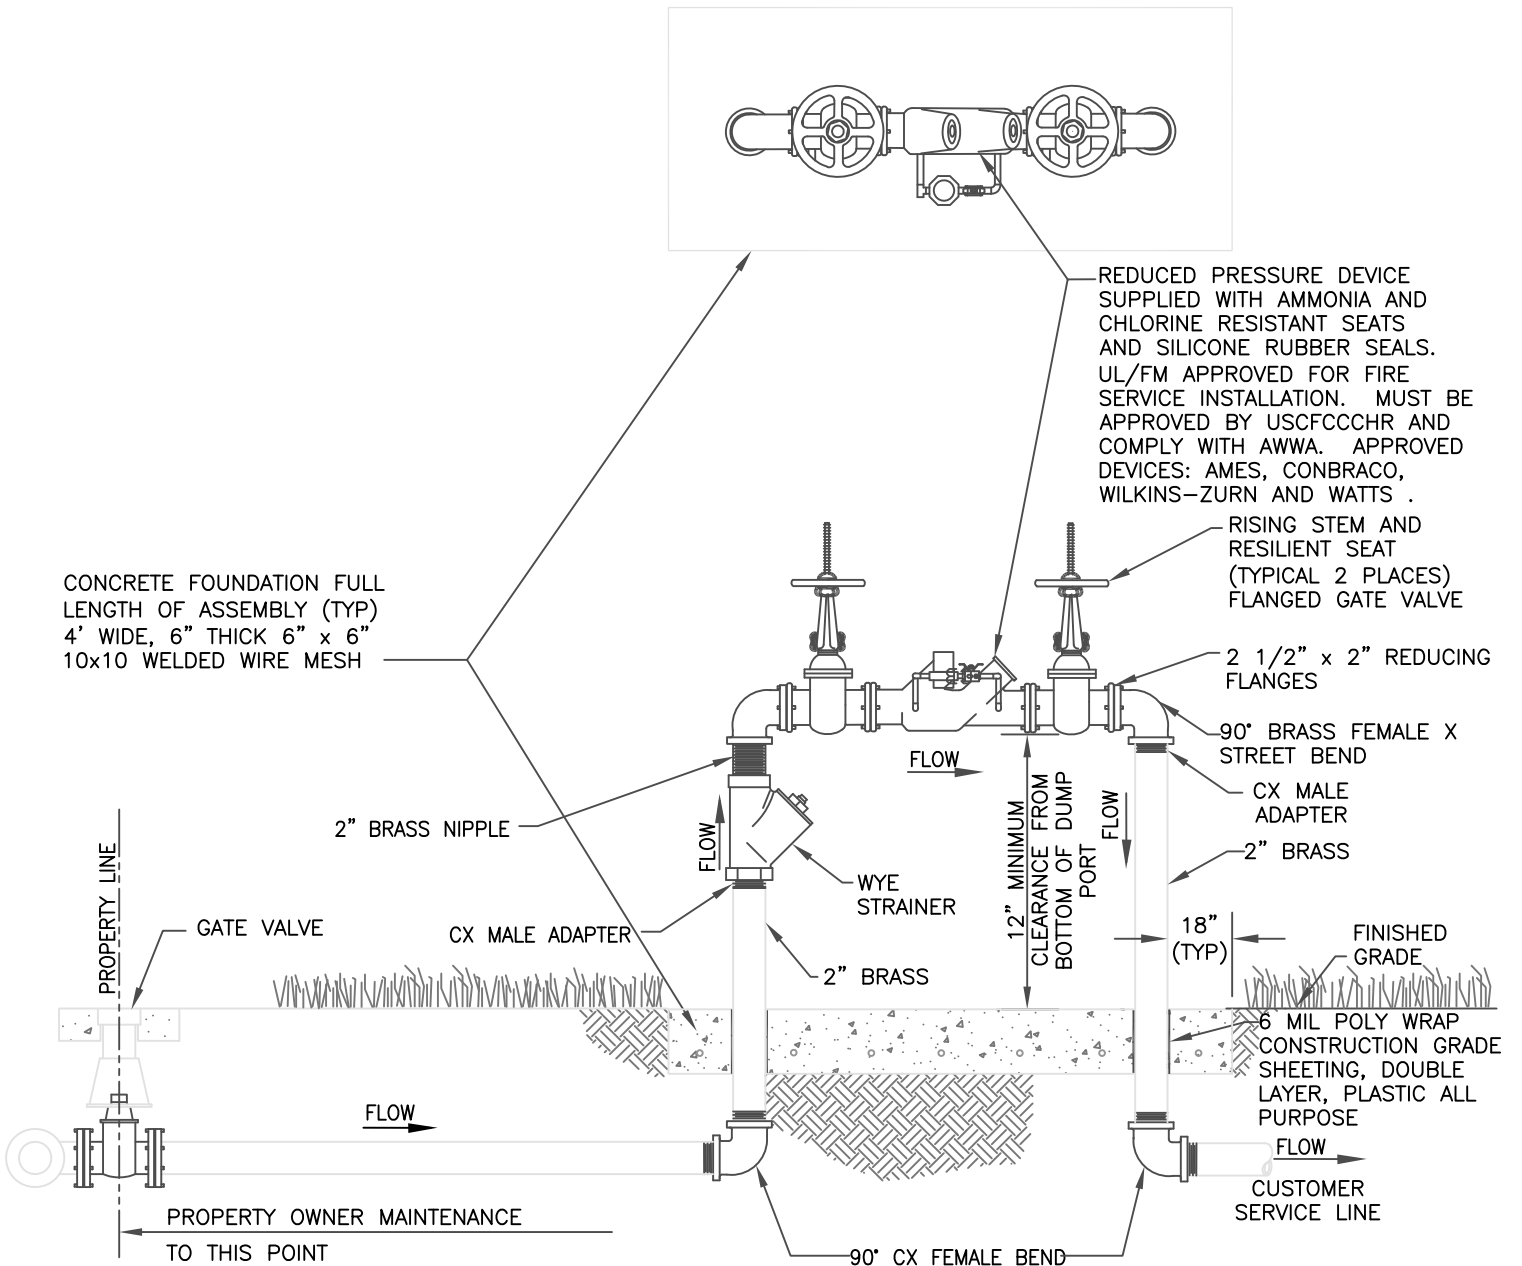 REDUCED PRESSURE DEVICE
SUPPLIED WITH AMMONIA AND
CHLORINE RESISTANT SEATS
AND SILICONE RUBBER SEALS.
UL/FM APPROVED FOR FIRE
SERVICE INSTALLATION. MUST BE
APPROVED BY USCFCCCHR AND
COMPLY WITH AWWA. APPROVED
DEVICES: AMES, CONBRACO,
WILKINS-ZURN AND WATTS .
RISING STEM AND
RESILIENT SEAT
(TYPICAL 2 PLACES)
FLANGED GATE VALVE
CONCRETE FOUNDATION FULL
LENGTH OF ASSEMBLY (TYP)
4' WIDE, 6" THICK 6" x 6"
10x10 WELDED WIRE MESH
2 1/2" x 2" REDUCING
FLANGES
90° BRASS FEMALE X
STREET BEND
FLOW
CX MALE
ADAPTER
2" BRASS NIPPLE
FLOW
12" MINIMUM
CLEARANCE FROM
BOTTOM OF DUMP
PORT
FLOW
2" BRASS
WYE
STRAINER
PROPERTY LINE
GATE VALVE
CX MALE ADAPTER
2" BRASS
18"
(TYP)
FINISHED
GRADE
6 MIL POLY WRAP
CONSTRUCTION GRADE
SHEETING, DOUBLE
LAYER, PLASTIC ALL
PURPOSE
FLOW
FLOW
CUSTOMER
SERVICE LINE
PROPERTY OWNER MAINTENANCE
TO THIS POINT
90° CX FEMALE BEND